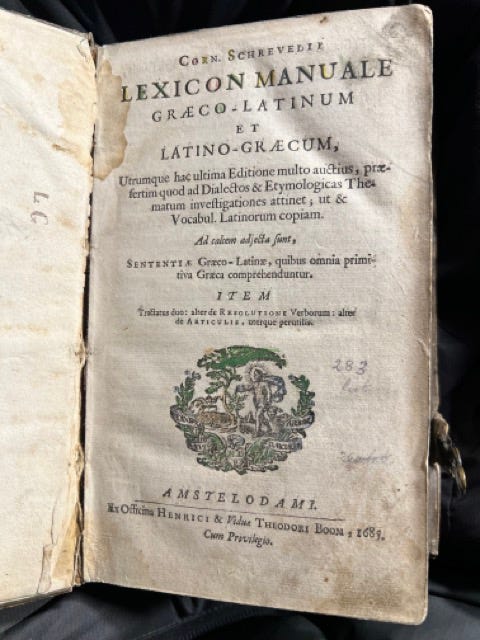 L C
CORN. SCHREVELII
LEXICON MANUALE
GRÆCO-LATINUM
ET
LATINO-GRÆCUM,
Utrumque hac ultima Editione multo auctius, præ-
sertim quod ad Dialectos & Etymologicas The-
matum investigationes attinet; ut &
Vocabul. Latinorum copiam.
Ad calcem adjecta sunt,
SENTENTIÆ Græco-Latinæ, quibus omnia primi-
tiva Græca comprehenduntur.
ITEM
Tractatus duo: alter de RESOLUTIONE Verborum: alter
de ARTICULIS, uterque perutilis.
283
AMSTELODAMI.
Ex Officina HENRICI & Viduæ THEODORI BOOM, 1685.
Cum Privilegio.